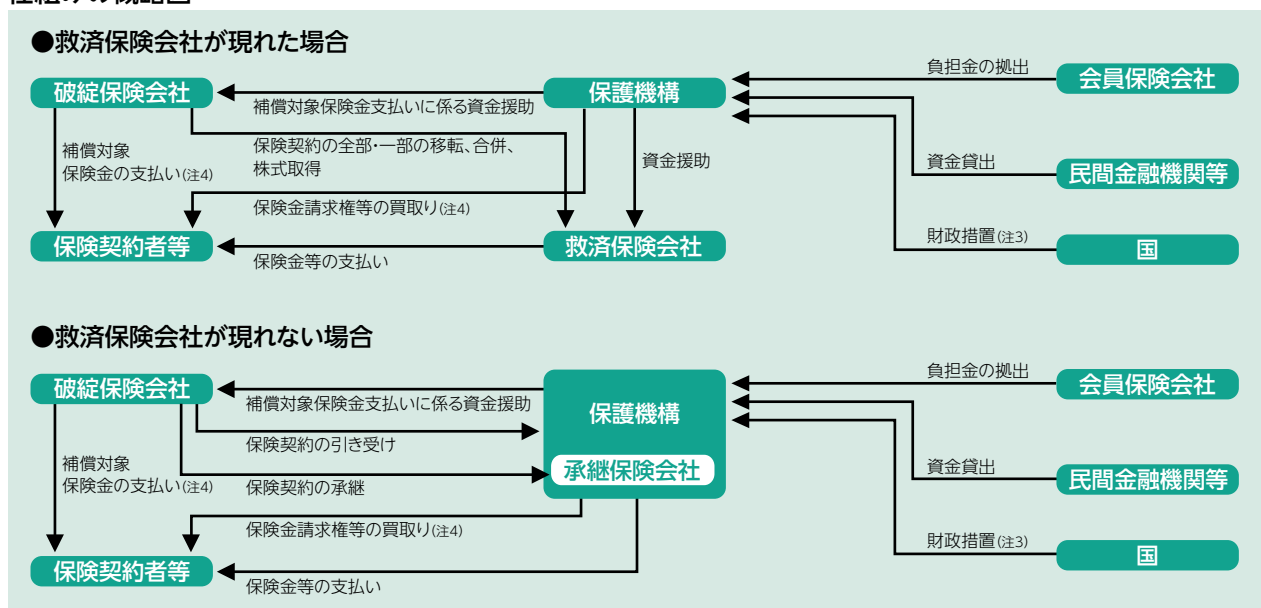 仕組みの概略図
●救済保険会社が現れた場合
破綻保険会社
補償対象保険金支払いに係る資金援助
保護機構
負担金の拠出
会員保険会社
補償対象
保険金の支払い(注4)
保険契約の全部・一部の移転、合併、
株式取得
資金援助
資金貸出
民間金融機関等
保険金請求権等の買取り(注4)
保険契約者等
保険金等の支払い
救済保険会社
財政措置(注3)
国
●救済保険会社が現れない場合
破綻保険会社
補償対象保険金支払いに係る資金援助
保険契約の引き受け
保護機構
承継保険会社
負担金の拠出
会員保険会社
補償対象
保険金の支払い(注4)
保険契約の承継
資金貸出
民間金融機関等
保険金請求権等の買取り(注4)
保険契約者等
保険金等の支払い
財政措置(注3)
国